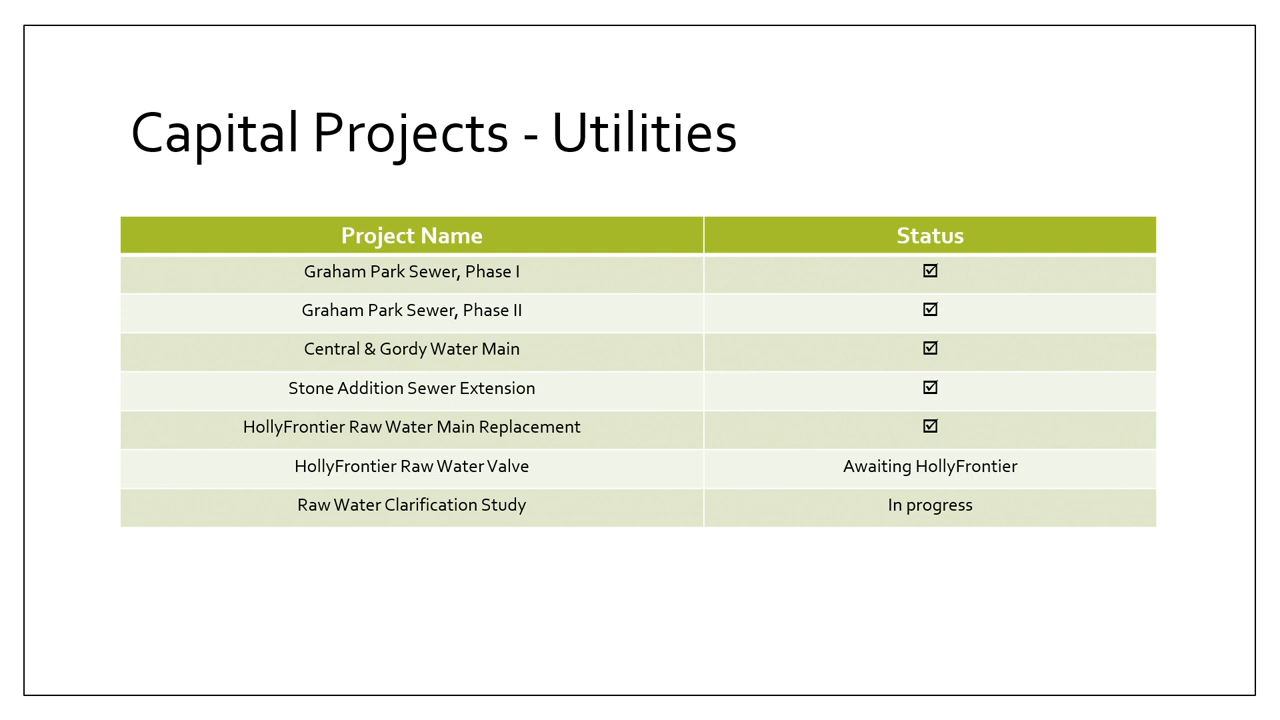 Capital Projects - Utilities
Project Name Status
Graham Park Sewer, Phase I ☑
Graham Park Sewer, Phase II ☑
Central & Gordy Water Main ☑
Stone Addition Sewer Extension ☑
HollyFrontier Raw Water Main Replacement ☑
HollyFrontier Raw Water Valve Awaiting HollyFrontier
Raw Water Clarification Study In progress